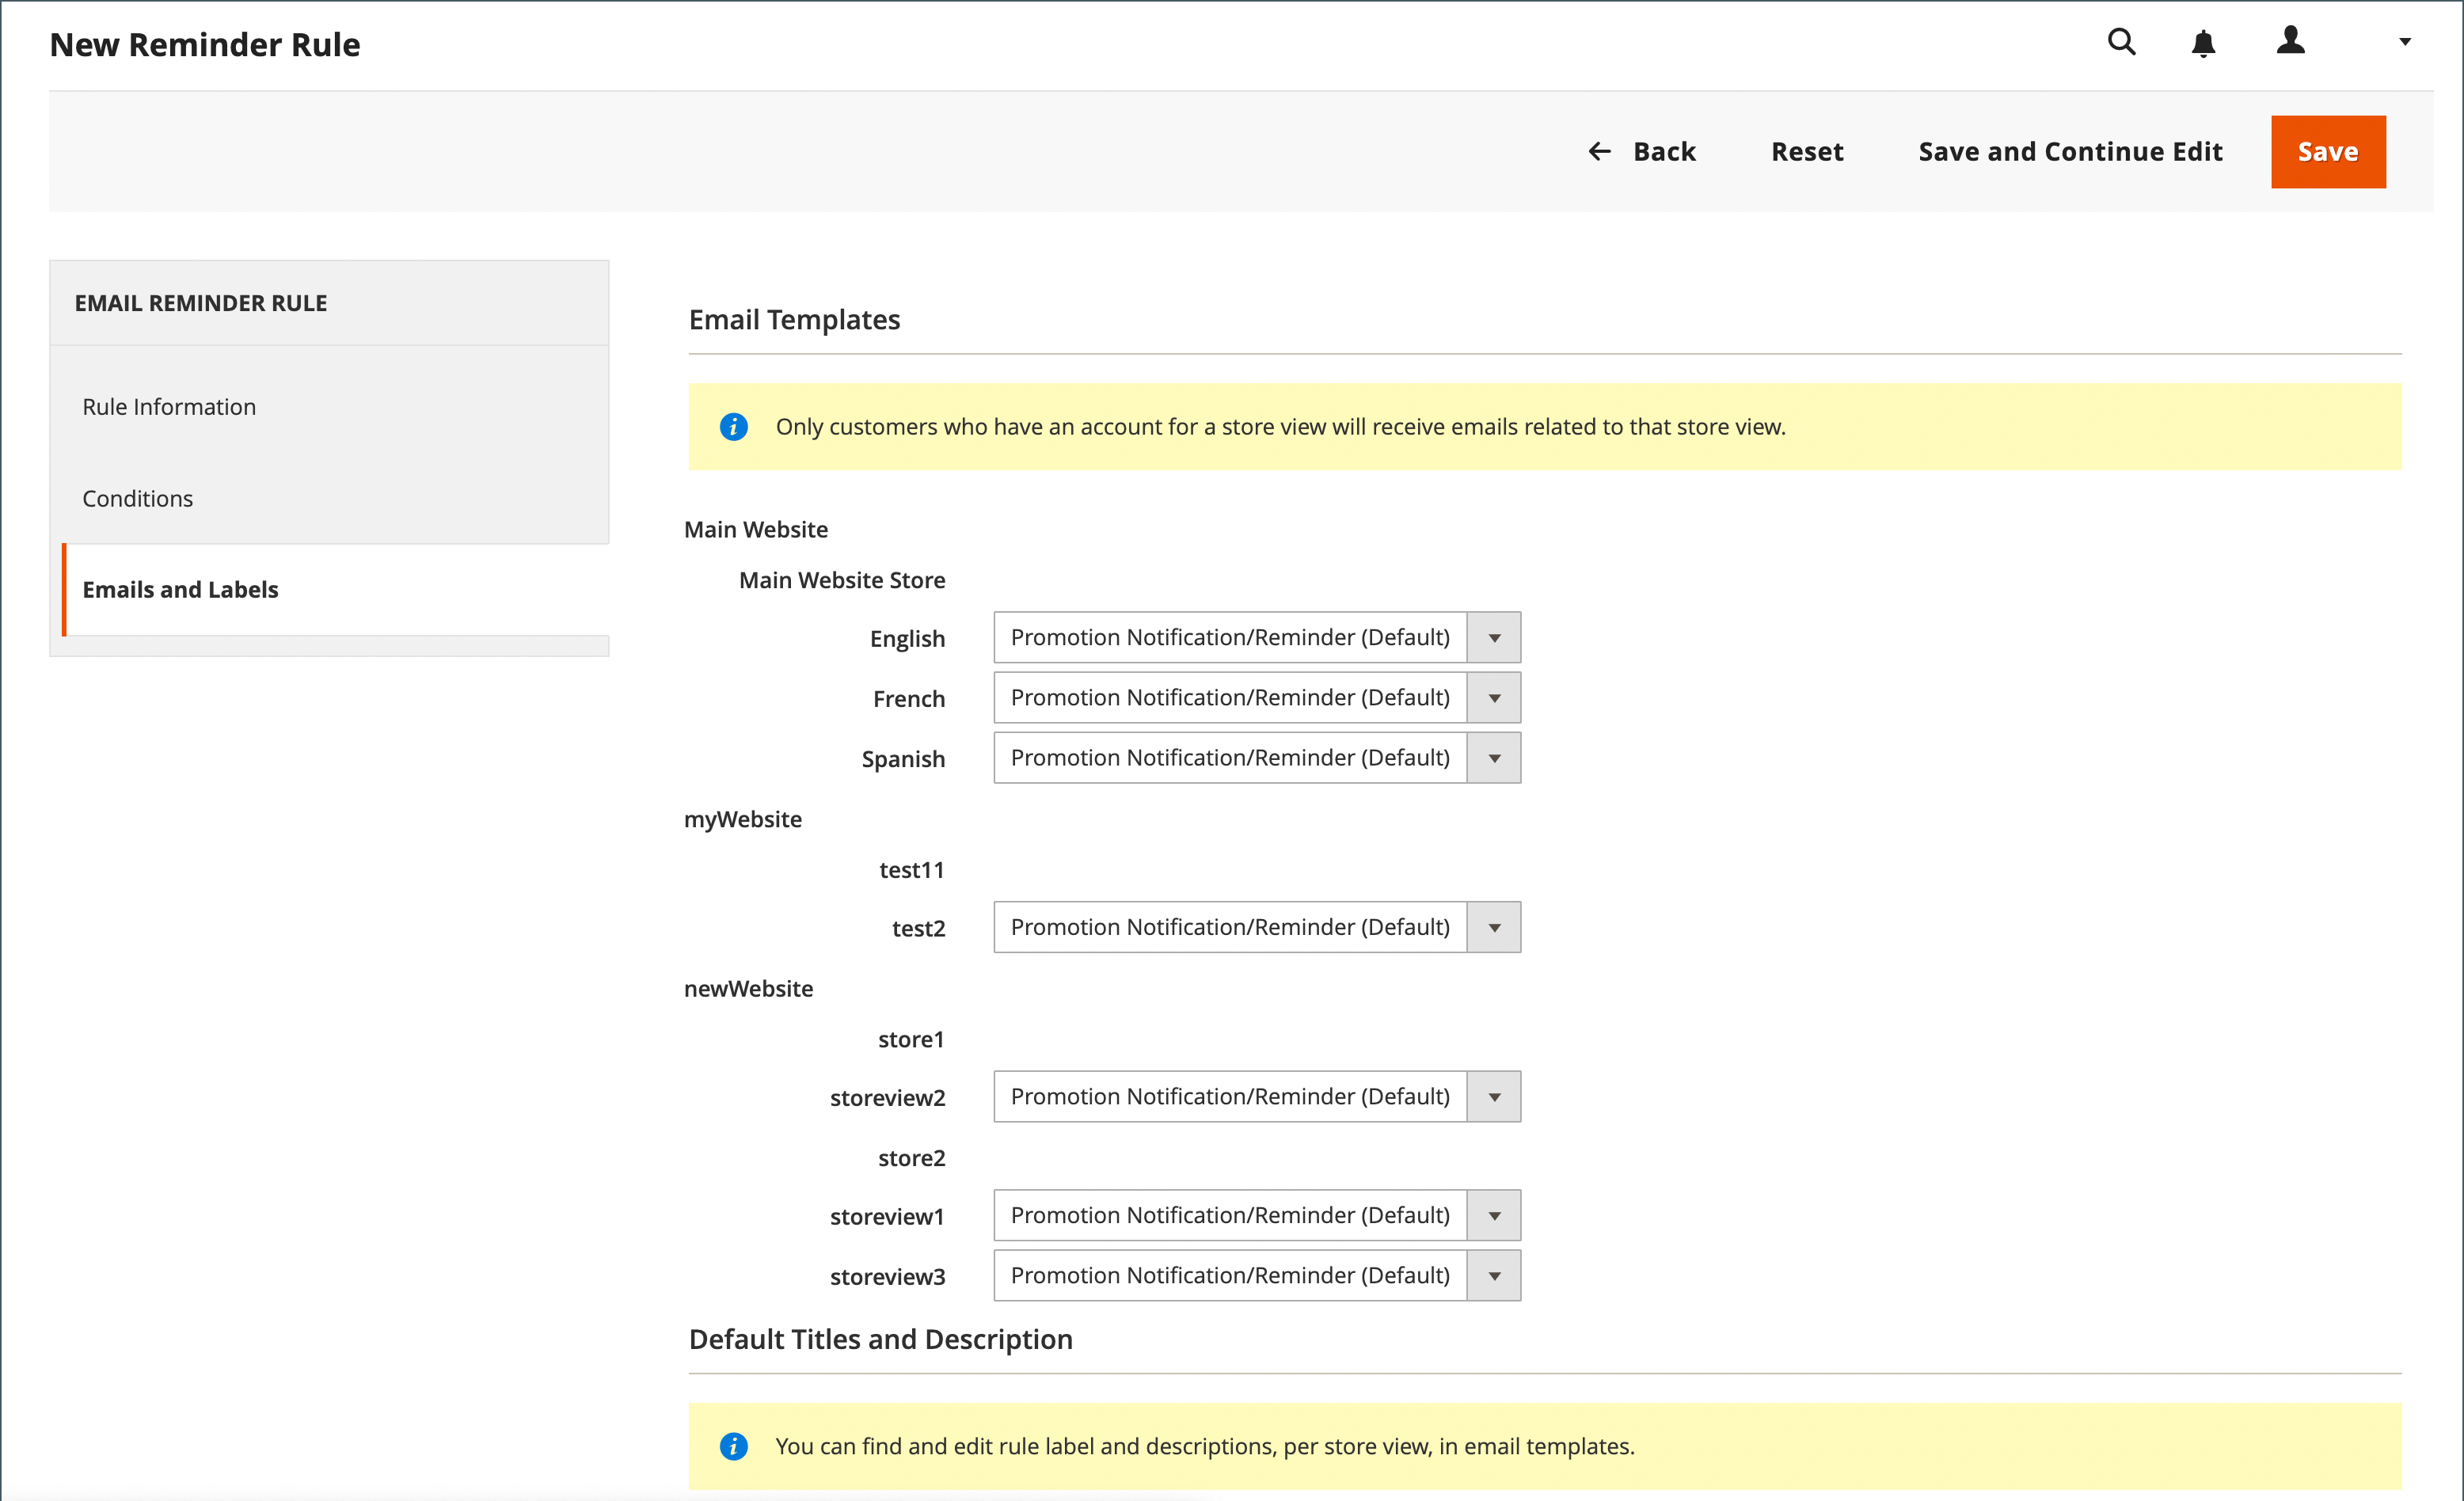 New Reminder Rule
Back
Reset
Save and Continue Edit
Save
EMAIL REMINDER RULE
Rule Information
Conditions
Emails and Labels
Email Templates
Only customers who have an account for a store view will receive emails related to that store view.
Main Website
Main Website Store
English Promotion Notification/Reminder (Default)
French Promotion Notification/Reminder (Default)
Spanish Promotion Notification/Reminder (Default)
myWebsite
test11
test2 Promotion Notification/Reminder (Default)
newWebsite
store1
storeview2 Promotion Notification/Reminder (Default)
store2
storeview1 Promotion Notification/Reminder (Default)
storeview3 Promotion Notification/Reminder (Default)
Default Titles and Description
You can find and edit rule label and descriptions, per store view, in email templates.